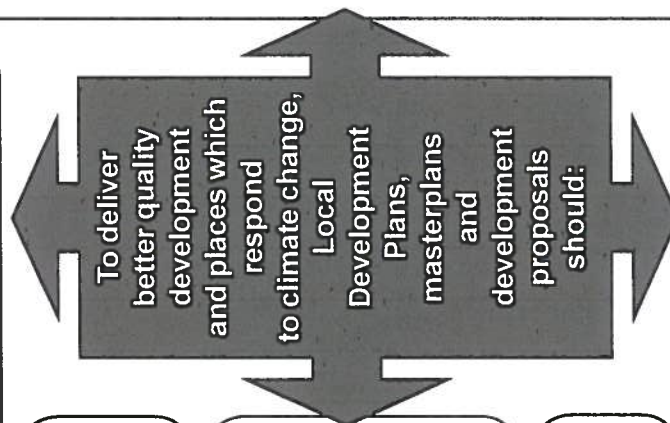 To deliver
better quality
development
and places which
respond
to climate change,
Local
Development
Plans,
masterplans
and
development
proposals
should: